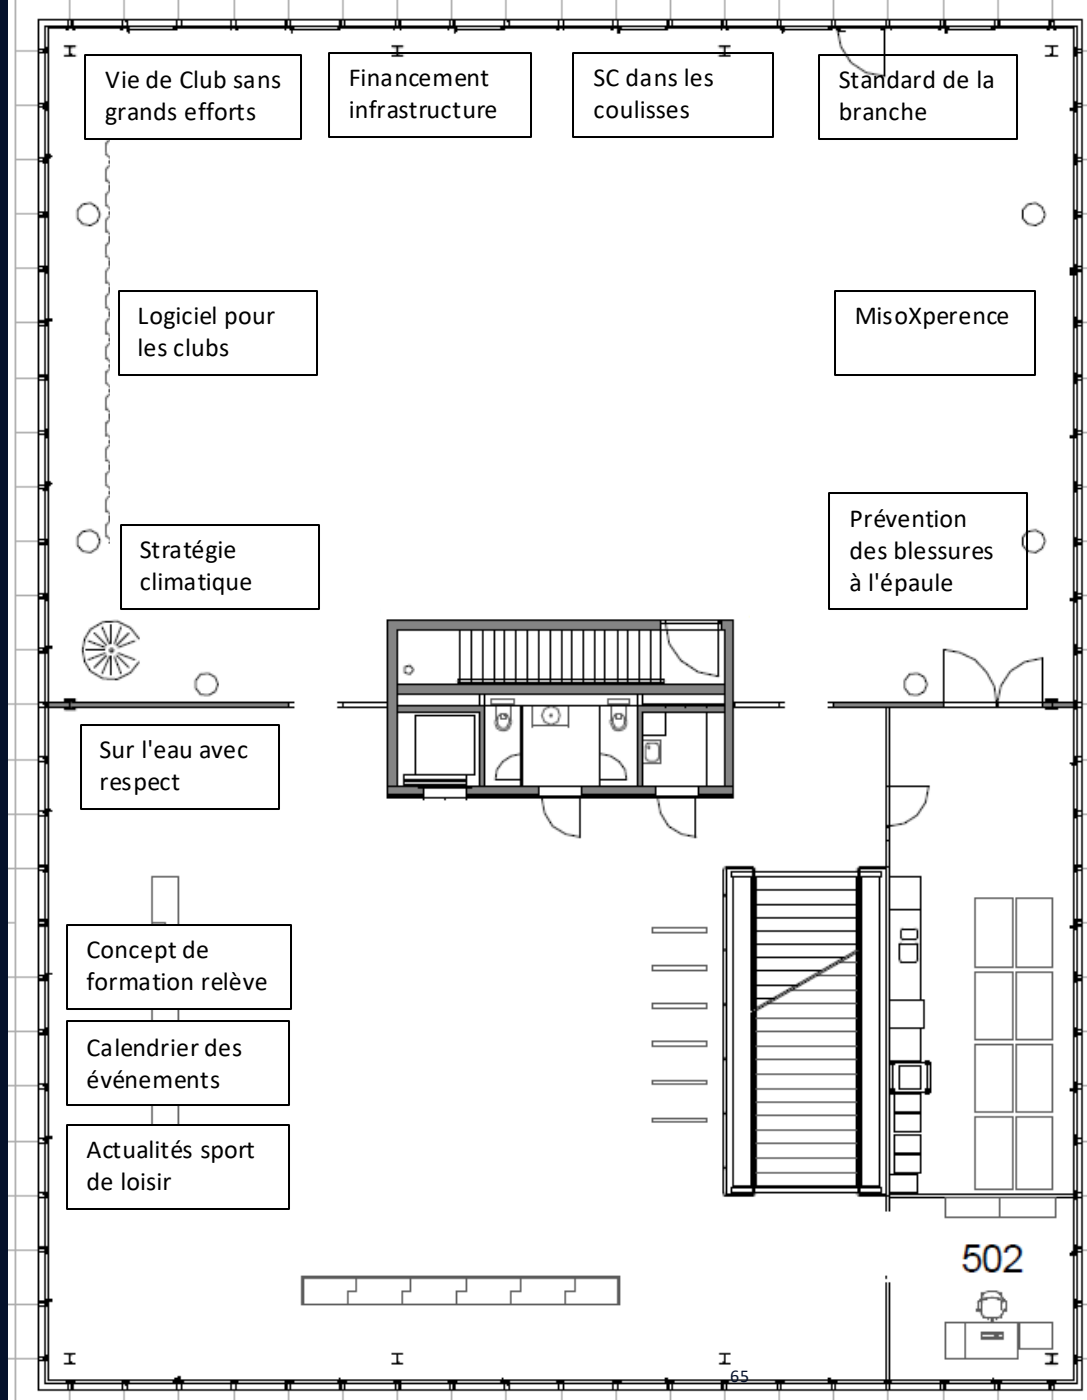 Vie de Club sans
grands efforts
Financement
infrastructure
SC dans les
coulisses
Standard de la
branche
Logiciel pour
les clubs
MisoXperence
Stratégie
climatique
Prévention
des blessures
à l'épaule
Sur l'eau avec
respect
Concept de
formation relève
Calendrier des
événements
Actualités sport
de loisir
502
65